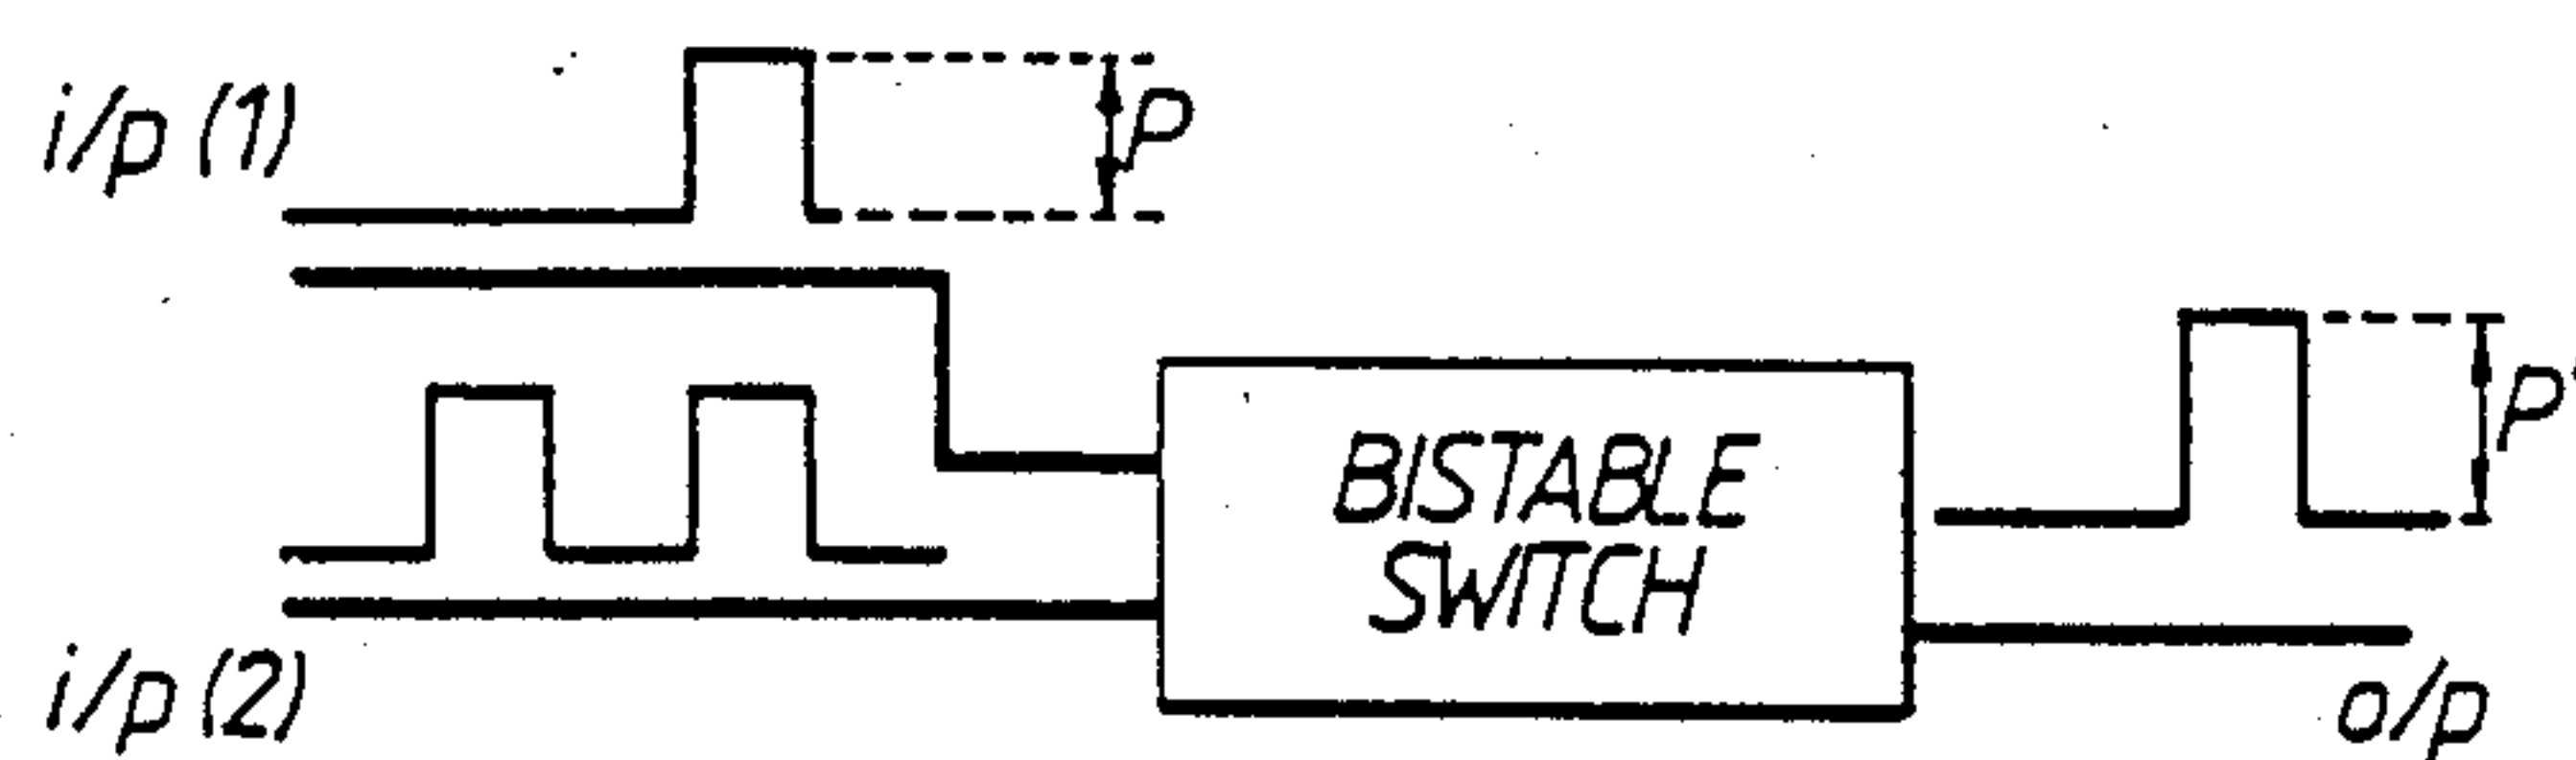 i/p (1)
P
BISTABLE
SWITCH
P'
i/p (2)
o/p